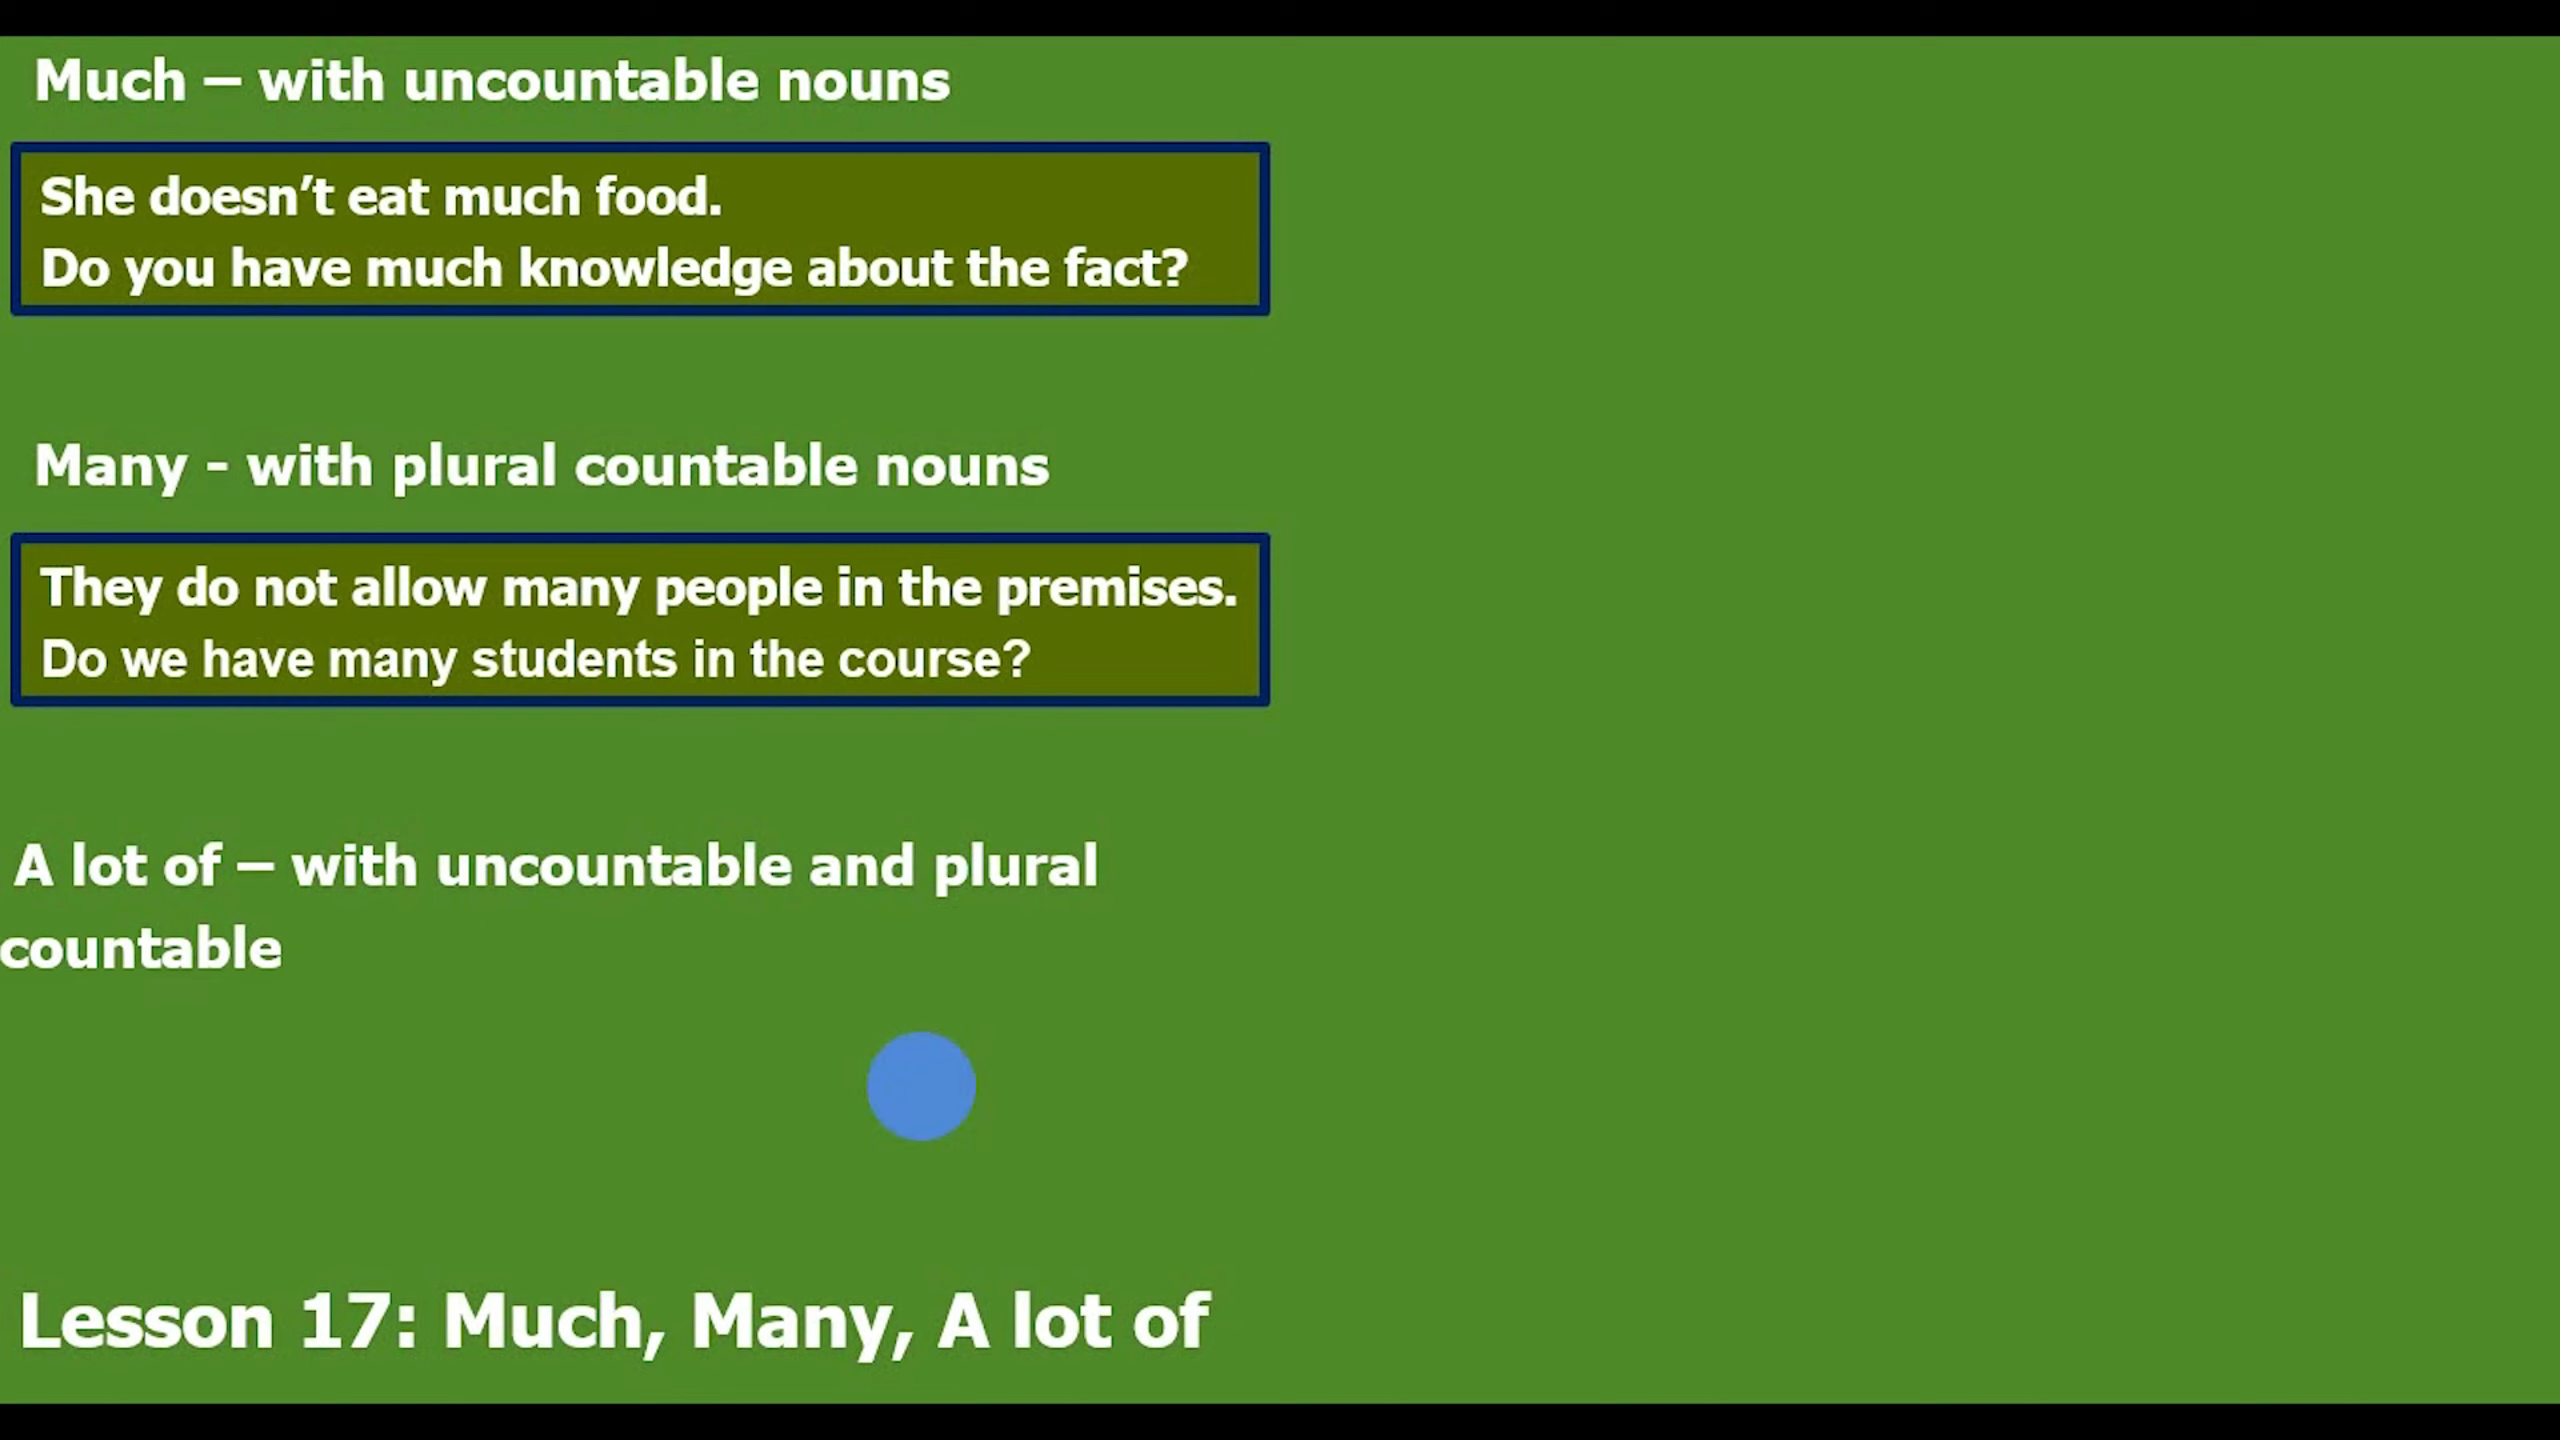 Much – with uncountable nouns
She doesn’t eat much food.
Do you have much knowledge about the fact?
Many - with plural countable nouns
They do not allow many people in the premises.
Do we have many students in the course?
A lot of – with uncountable and plural
countable
Lesson 17: Much, Many, A lot of